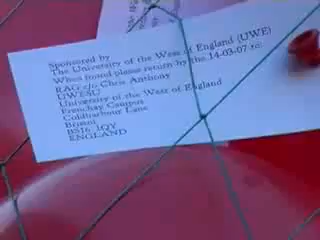 Sponsored by
The University of the West of England (UWE)
When found please return by the 14-03-07 to:
RAG c/o Chris Anthony
UWESU
University of the West of England
Frenchay Campus
Coldharbour Lane
Bristol
BS16 1QY
ENGLAND